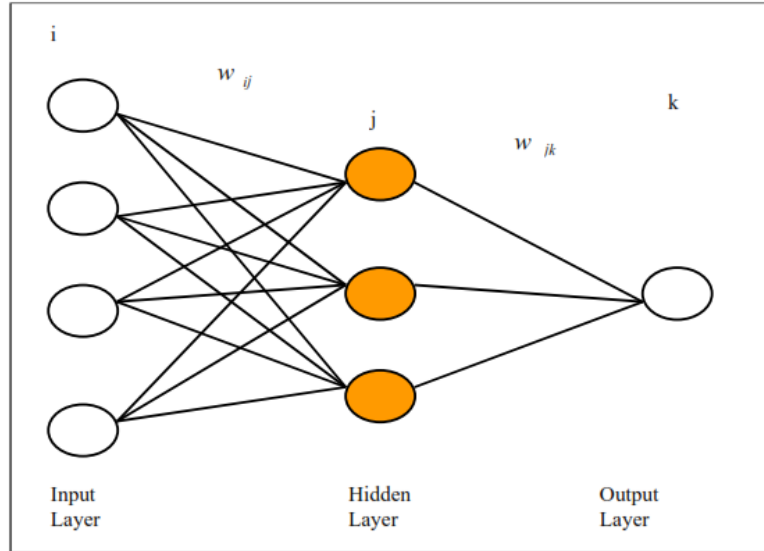 i
w ij
j
k
w jk
Input
Layer
Hidden
Layer
Output
Layer